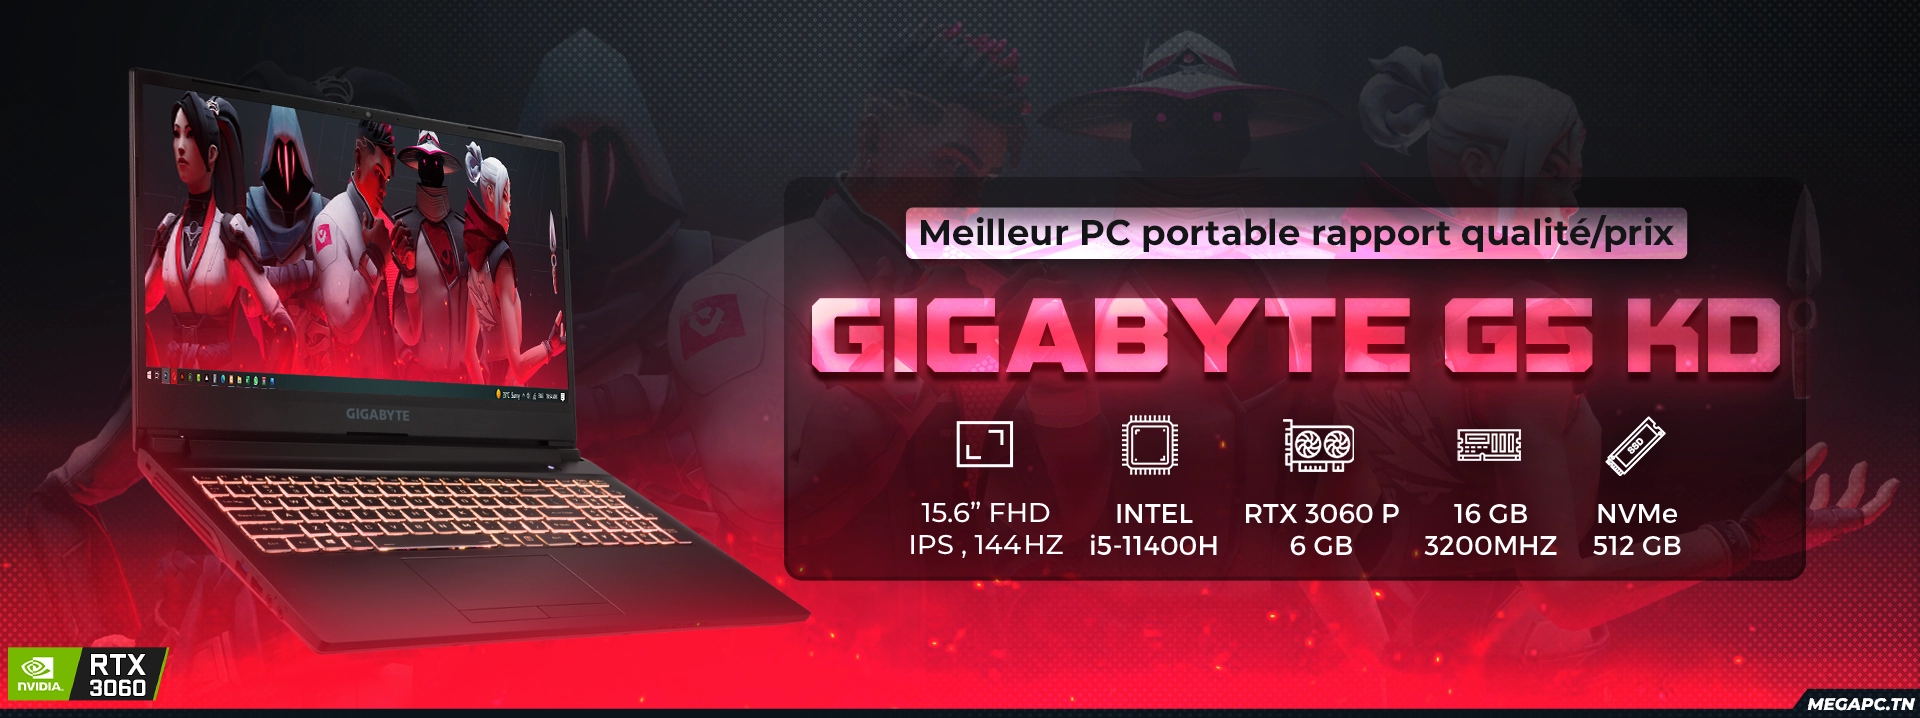 Meilleur PC portable rapport qualité/prix
GIGABYTE G5 KD
15.6” FHD
IPS , 144HZ
INTEL
i5-11400H
RTX 3060 P
6 GB
16 GB
3200MHZ
NVMe
512 GB
SSD
GIGABYTE
NVIDIA.
RTX
3060
MEGAPC.TN